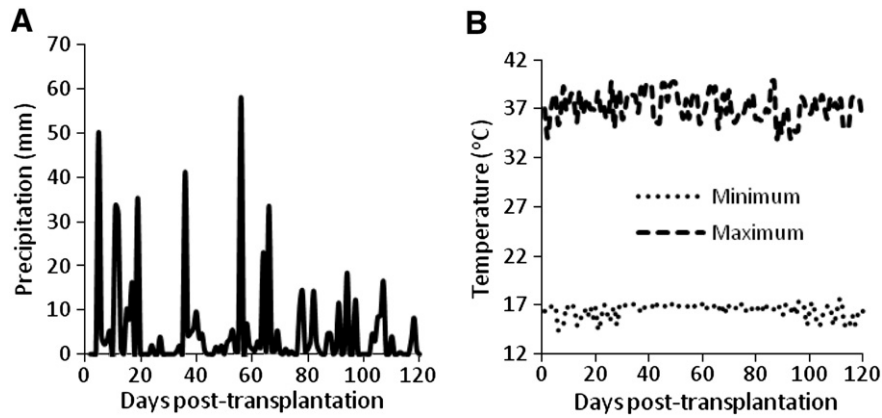 A
Precipitation (mm)
70
60
50
40
30
20
10
0
0 20 40 60 80 100 120
Days post-transplantation
B
Temperature (°C)
42
37
32
27
22
17
12
Minimum
Maximum
0 20 40 60 80 100 120
Days post-transplantation